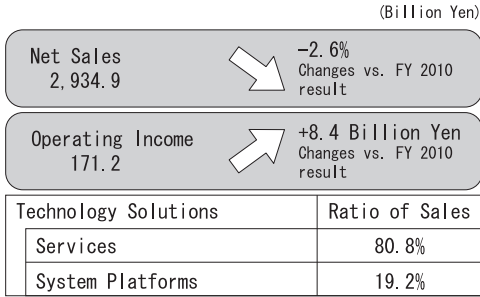 (Billion Yen)
Net Sales
2,934.9
−2.6%
Changes vs. FY 2010
result
Operating Income
171.2
+8.4 Billion Yen
Changes vs. FY 2010
result
Technology Solutions Ratio of Sales
Services 80.8%
System Platforms 19.2%